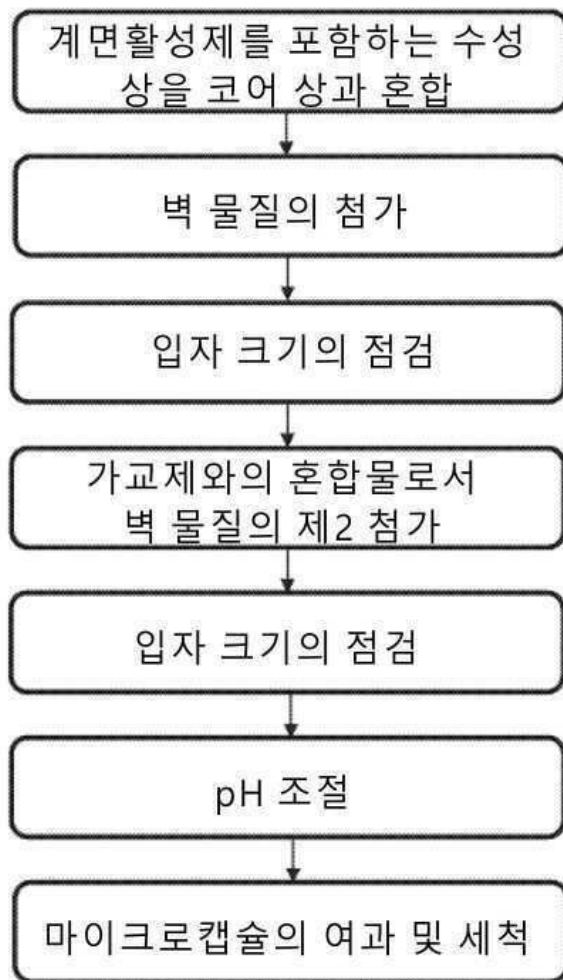 계면활성제를 포함하는 수성
상을 코어 상과 혼합
벽 물질의 첨가
입자 크기의 점검
가교제와의 혼합물로서
벽 물질의 제2 첨가
입자 크기의 점검
pH 조절
마이크로캡슐의 여과 및 세척